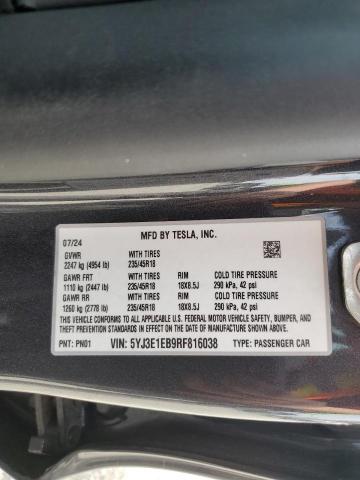 MFD BY TESLA, INC.
07/24
GVWR WITH TIRES
2247 kg (4954 lb) 235/45R18
GAWR FRT WITH TIRES RIM COLD TIRE PRESSURE
1110 kg (2447 lb) 235/45R18 18X8.5J 290 kPa, 42 psi
GAWR RR WITH TIRES RIM COLD TIRE PRESSURE
1260 kg (2778 lb) 235/45R18 18X8.5J 290 kPa, 42 psi
THIS VEHICLE CONFORMS TO ALL APPLICABLE U.S. FEDERAL MOTOR VEHICLE SAFETY, BUMPER, AND
THEFT PREVENTION STANDARDS IN EFFECT ON THE DATE OF MANUFACTURE SHOWN ABOVE.
PNT: PN01 VIN: 5YJ3E1EB9RF816038 TYPE: PASSENGER CAR